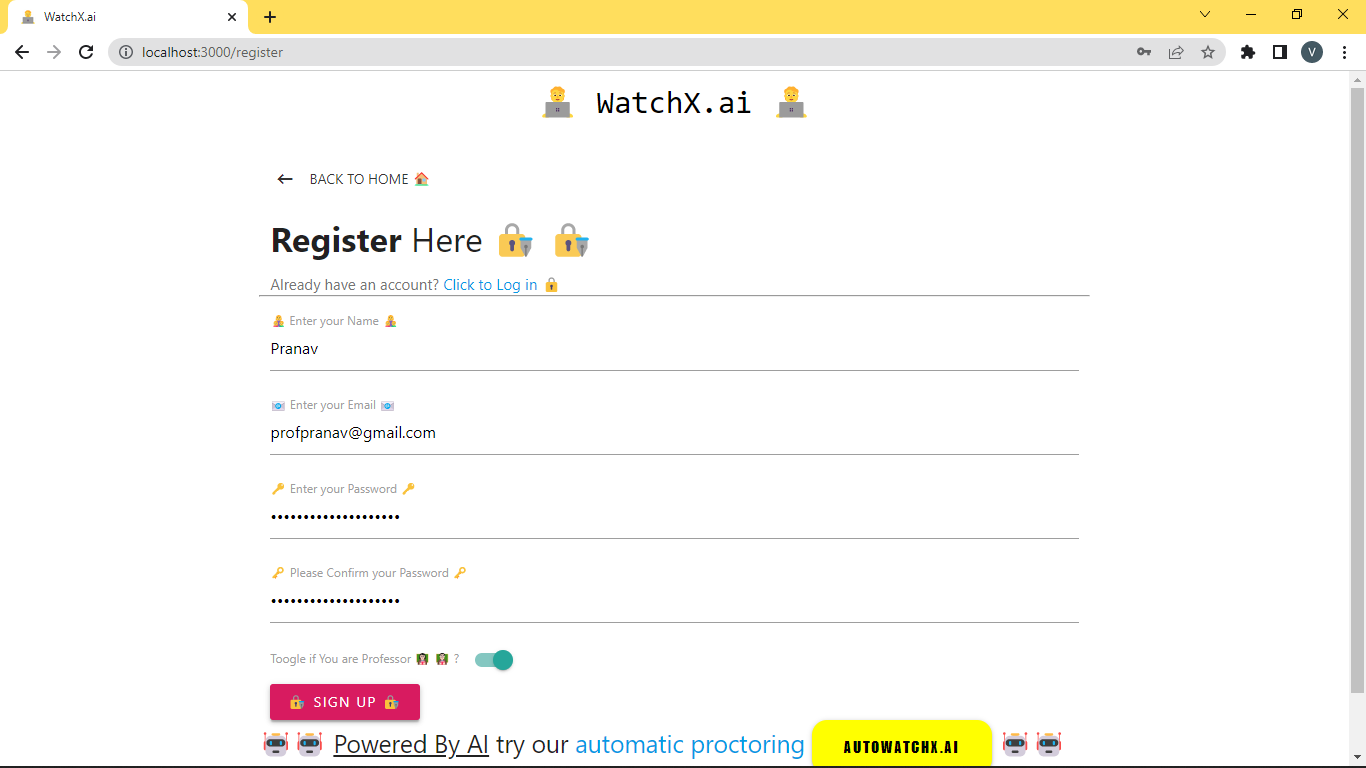 WatchX.ai
localhost:3000/register
V
WatchX.ai
BACK TO HOME
Register Here
Already have an account? Click to Log in
Enter your Name
Pranav
Enter your Email
profpranav@gmail.com
Enter your Password
••••••••••••••••••••
Please Confirm your Password
••••••••••••••••••••
Toogle if You are Professor ?
SIGN UP
Powered By AI try our automatic proctoring AUTOWATCHX.AI